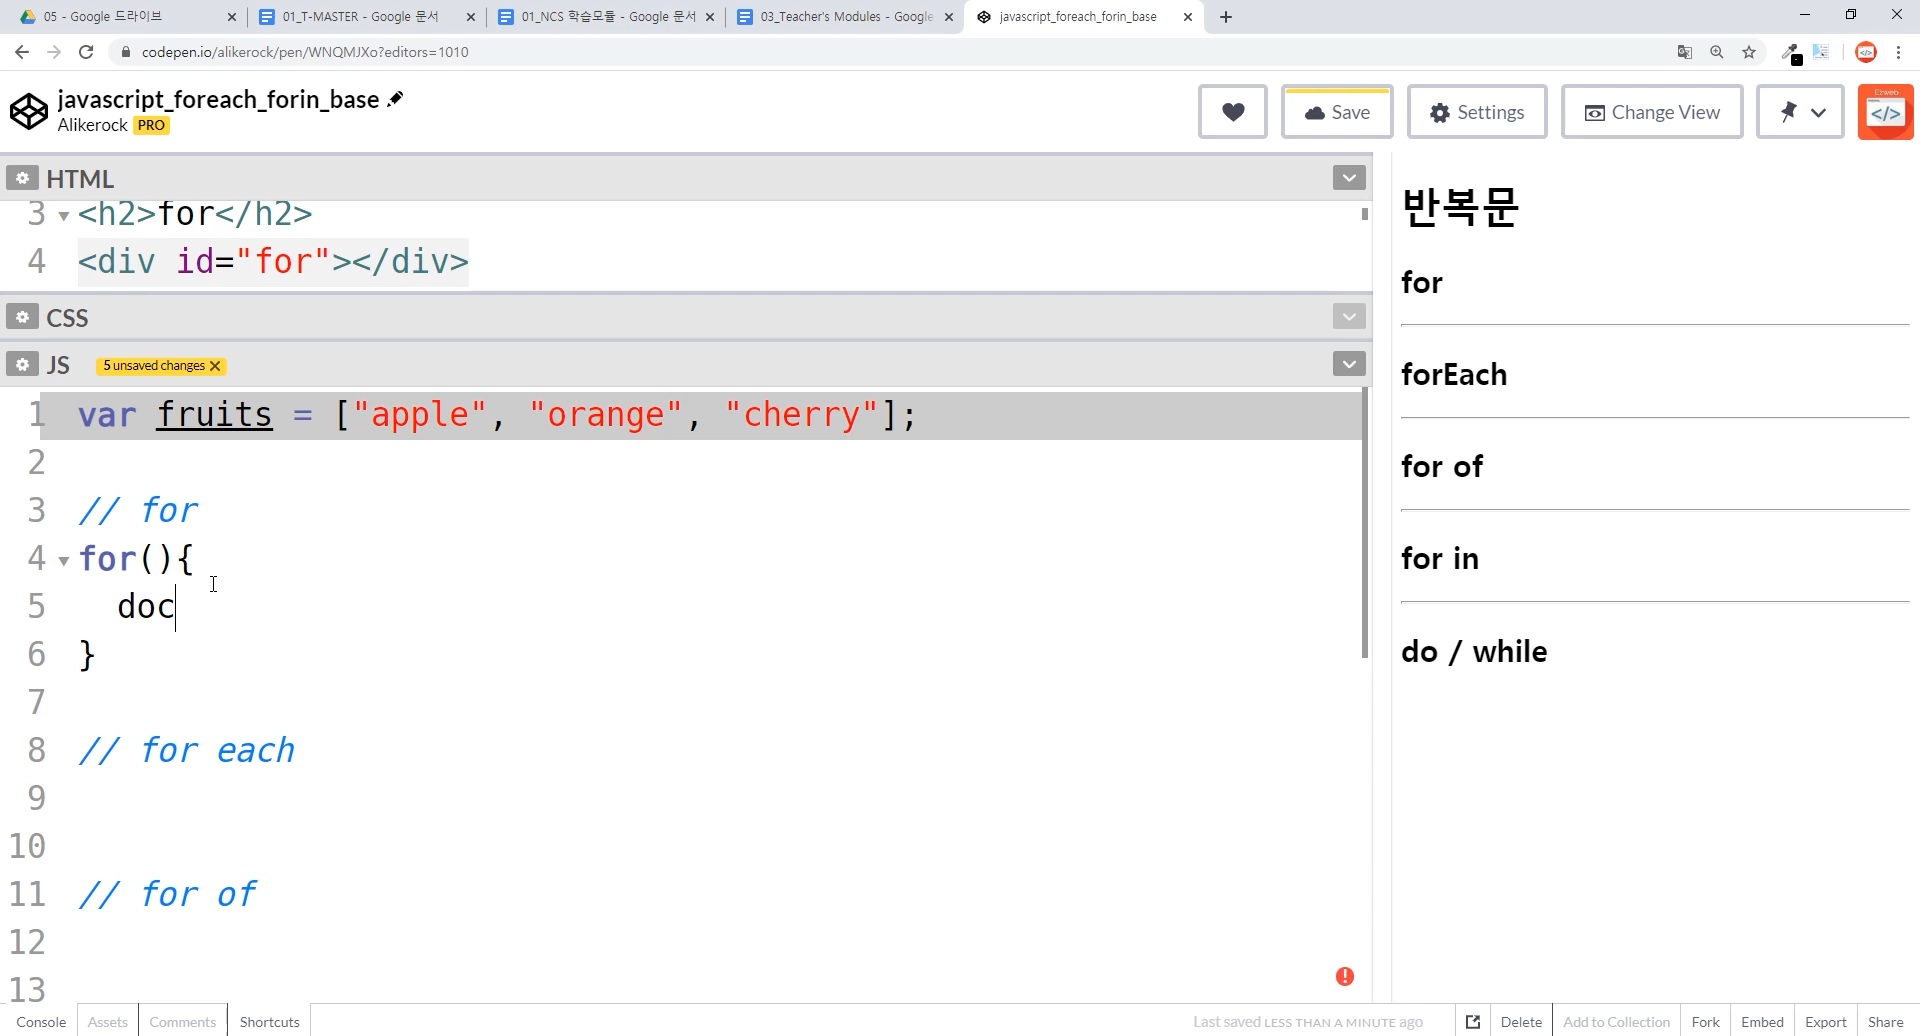 05 - Google 드라이브
01_T-MASTER - Google 문서
01_NCS 학습모듈 - Google 문서
03_Teacher's Modules - Google
javascript_foreach_forin_base
codepen.io/alikerock/pen/WNQMJXo?editors=1010
javascript_foreach_forin_base
Alikerock PRO
Save
Settings
Change View
Ezweb
</>
HTML
3 <h2>for</h2>
4 <div id="for"></div>
CSS
JS 5 unsaved changes
1 var fruits = ["apple", "orange", "cherry"];
2
3 // for
4 for(){
5 doc
6 }
7
8 // for each
9
10
11 // for of
12
13
반복문
for
forEach
for of
for in
do / while
Console
Assets
Comments
Shortcuts
Last saved LESS THAN A MINUTE ago
Delete
Add to Collection
Fork
Embed
Export
Share